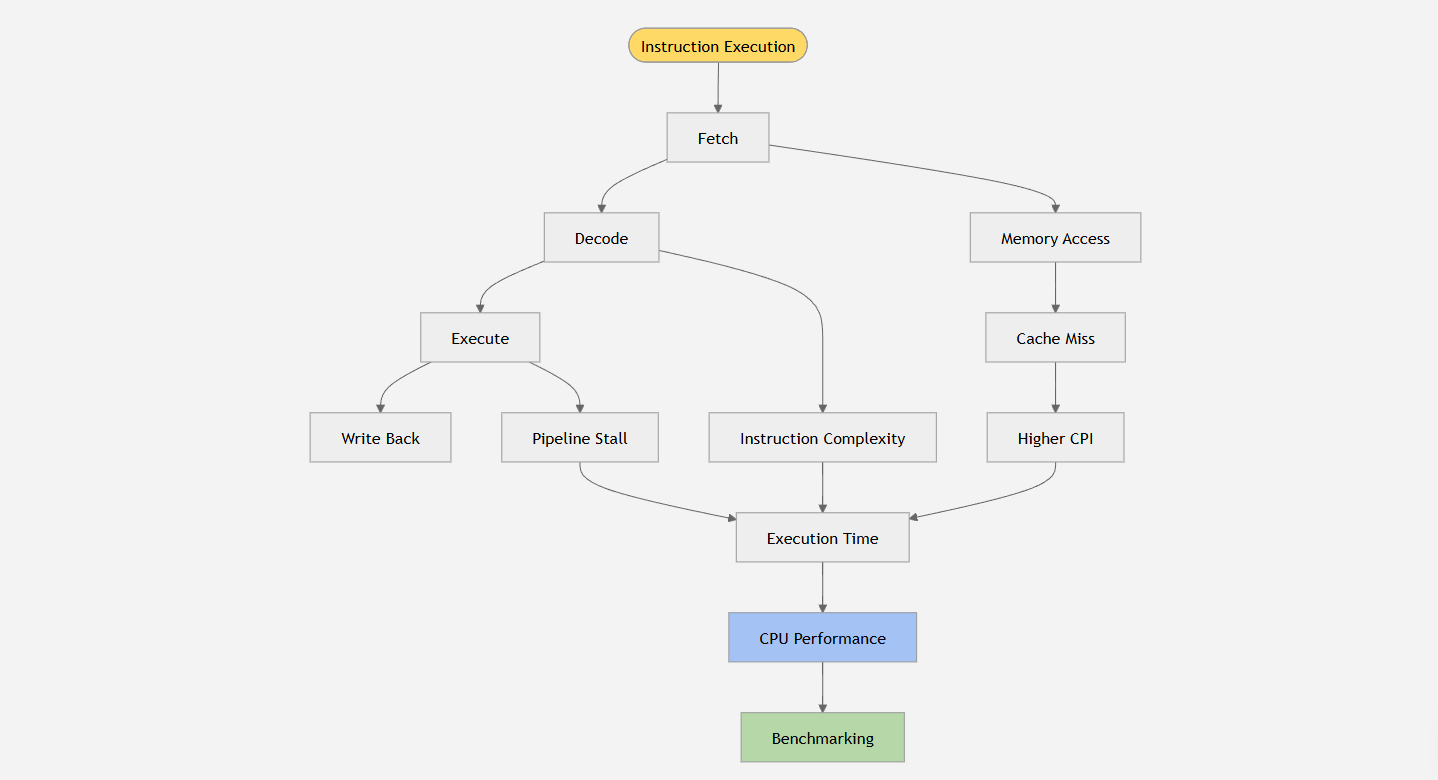 Instruction Execution
Fetch
Decode
Memory Access
Execute
Cache Miss
Write Back
Pipeline Stall
Instruction Complexity
Higher CPI
Execution Time
CPU Performance
Benchmarking